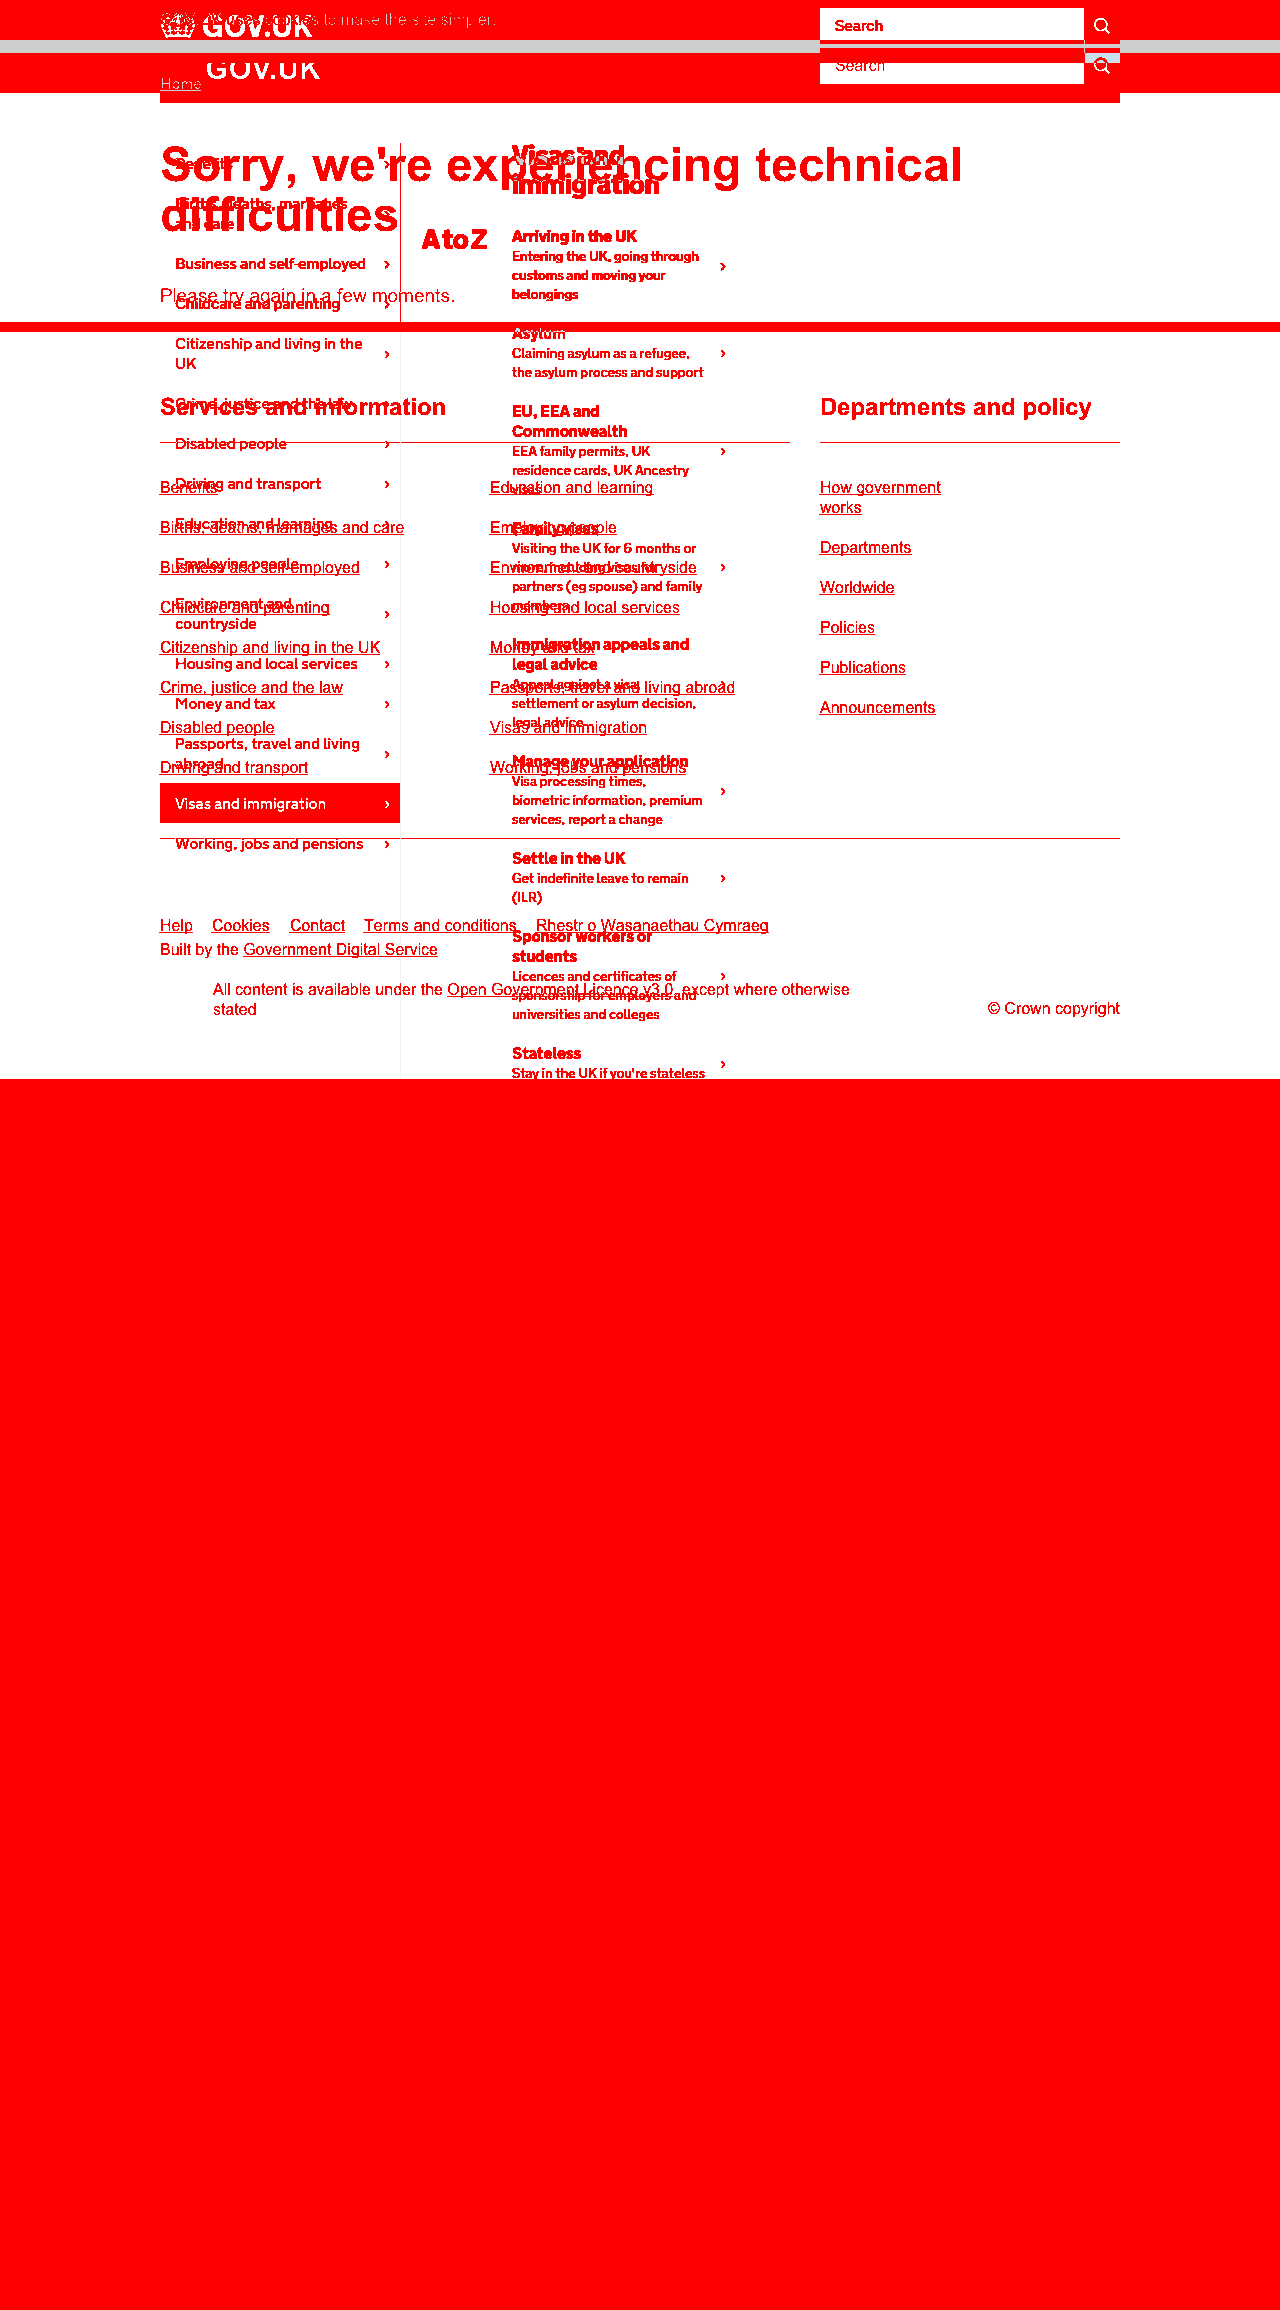 GOV.UK uses cookies to make the site simpler.
GOV.UK
Search
GOV.UK
Search
Home
Sorry, we're experiencing technical
difficulties
Please try again in a few moments.
Benefits ›
Births, deaths, marriages
and care ›
Business and self-employed ›
Childcare and parenting ›
Citizenship and living in the
UK ›
Crime, justice and the law ›
Disabled people ›
Driving and transport ›
Education and learning ›
Employing people ›
Environment and
countryside ›
Housing and local services ›
Money and tax ›
Passports, travel and living
abroad ›
Visas and immigration ›
Working, jobs and pensions ›
A to Z
Visas and
immigration
Arriving in the UK
Entering the UK, going through
customs and moving your
belongings ›
Asylum
Claiming asylum as a refugee,
the asylum process and support ›
EU, EEA and
Commonwealth
EEA family permits, UK
residence cards, UK Ancestry
visas ›
Family visas
Visiting the UK for 6 months or
more, including visas for
partners (eg spouse) and family
members ›
Immigration appeals and
legal advice
Appeal against a visa,
settlement or asylum decision,
legal advice ›
Manage your application
Visa processing times,
biometric information, premium
services, report a change ›
Settle in the UK
Get indefinite leave to remain
(ILR) ›
Sponsor workers or
students
Licences and certificates of
sponsorship for employers and
universities and colleges ›
Stateless
Stay in the UK if you're stateless ›
Services and information
Benefits
Births, deaths, marriages and care
Business and self-employed
Childcare and parenting
Citizenship and living in the UK
Crime, justice and the law
Disabled people
Driving and transport
Education and learning
Employing people
Environment and countryside
Housing and local services
Money and tax
Passports, travel and living abroad
Visas and immigration
Working, jobs and pensions
Departments and policy
How government
works
Departments
Worldwide
Policies
Publications
Announcements
Help Cookies Contact Terms and conditions Rhestr o Wasanaethau Cymraeg
Built by the Government Digital Service
All content is available under the Open Government Licence v3.0, except where otherwise
stated
© Crown copyright